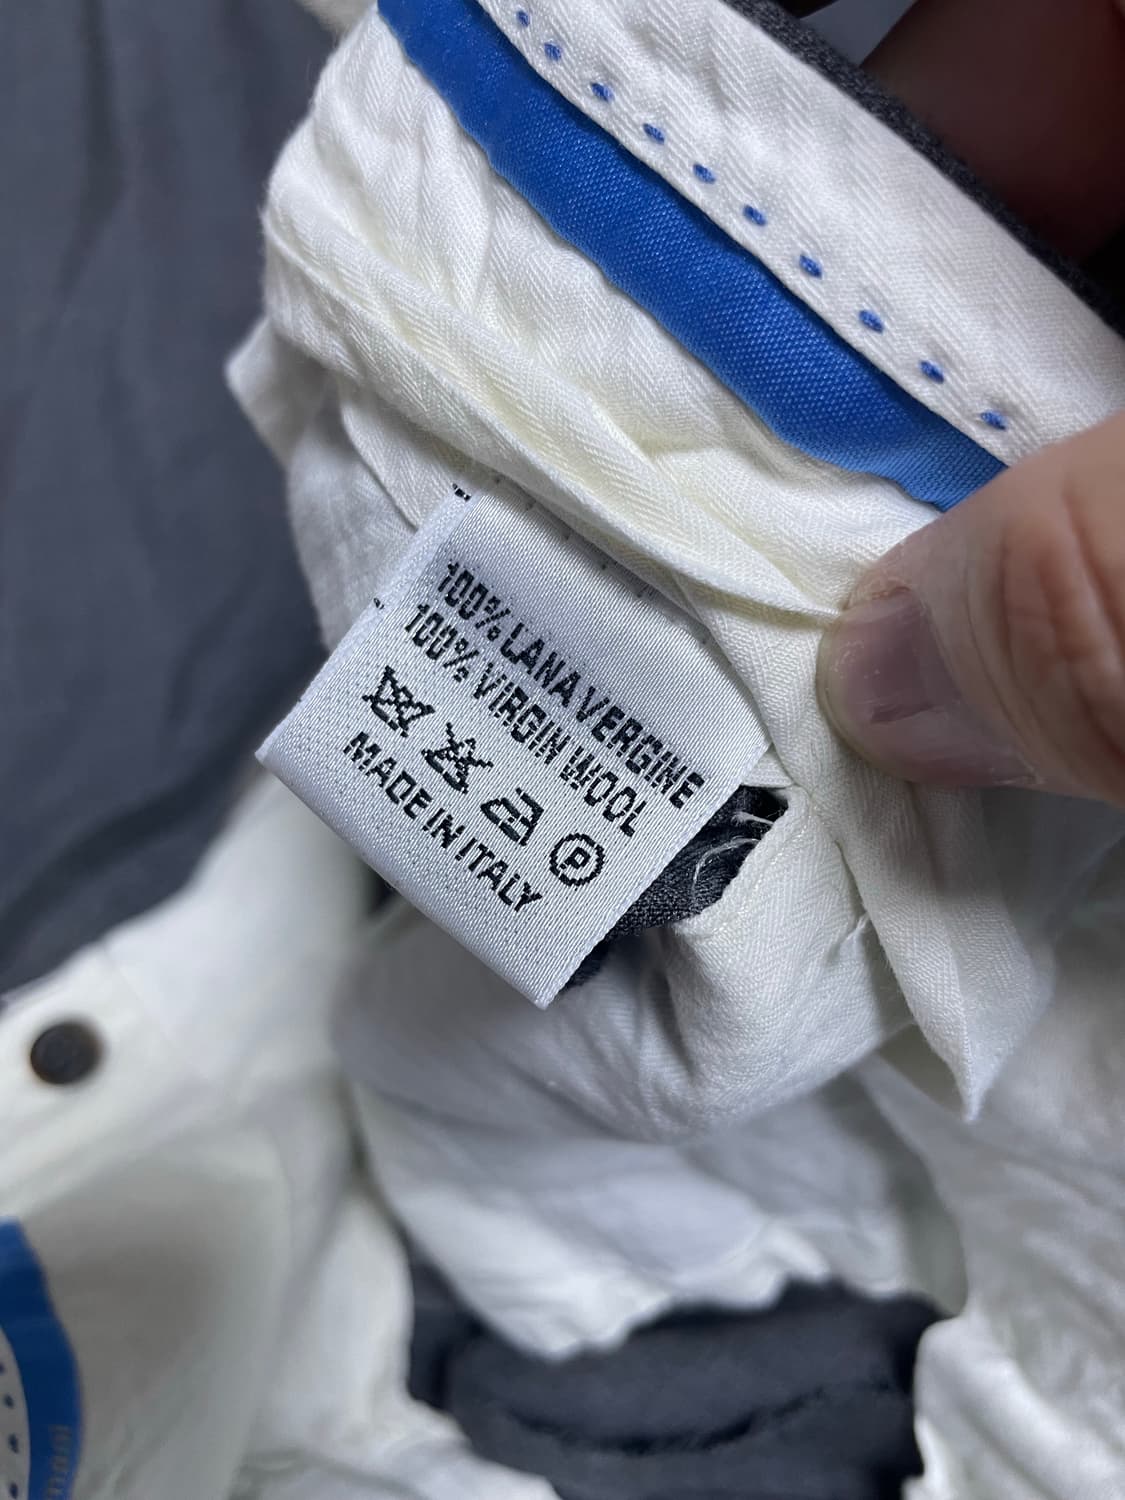 100% LANA VERGINE
100% VIRGIN WOOL
P
MADE IN ITALY